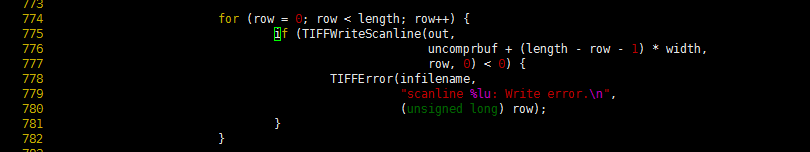 773
774 for (row = 0; row < length; row++) {
775 if (TIFFWriteScanline(out,
776 uncomprbuf + (length - row - 1) * width,
777 row, 0) < 0) {
778 TIFFError(infilename,
779 "scanline %lu: Write error.\n",
780 (unsigned long) row);
781 }
782 }
783